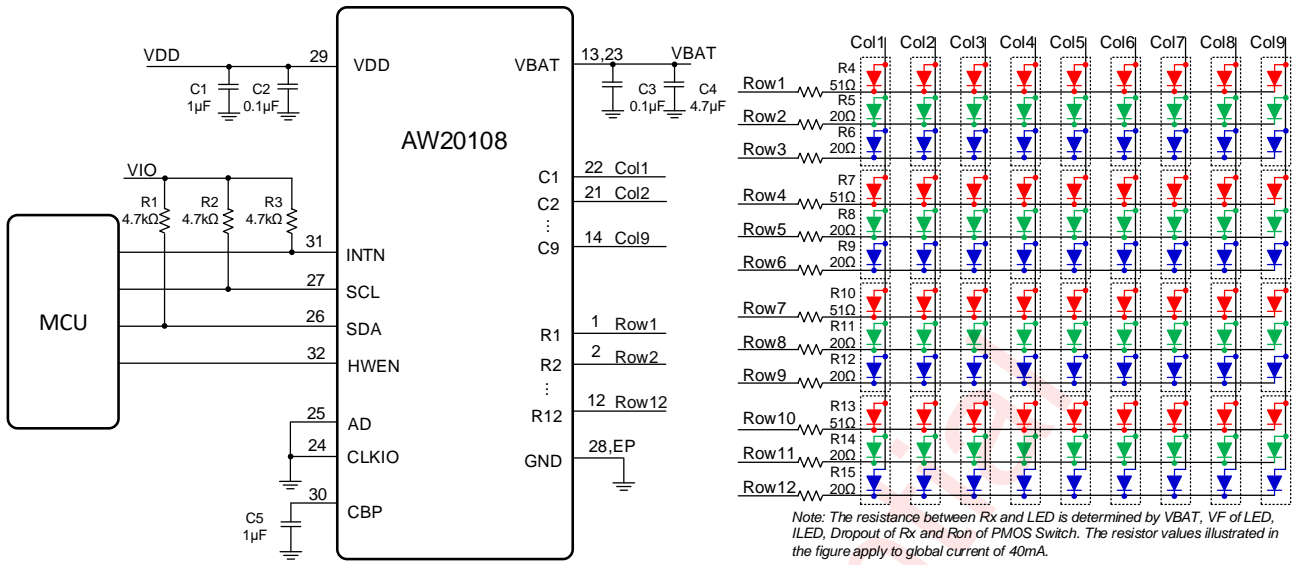 VDD
29
VDD
C1
1µF
C2
0.1µF
VIO
R1
4.7kΩ
R2
4.7kΩ
R3
4.7kΩ
MCU
31
INTN
27
SCL
26
SDA
32
HWEN
25
AD
24
CLKIO
30
CBP
C5
1µF
AW20108
VBAT
13,23
VBAT
C3
0.1µF
C4
4.7µF
C1
22
Col1
C2
21
Col2
C9
14
Col9
R1
1
Row1
R2
2
Row2
R12
12
Row12
GND
28,EP
Col1 Col2 Col3 Col4 Col5 Col6 Col7 Col8 Col9
R4
Row1 51Ω
R5
Row2 20Ω
R6
Row3 20Ω
R7
Row4 51Ω
R8
Row5 20Ω
R9
Row6 20Ω
R10
Row7 51Ω
R11
Row8 20Ω
R12
Row9 20Ω
R13
Row10 51Ω
R14
Row11 20Ω
R15
Row12 20Ω
Note: The resistance between Rx and LED is determined by VBAT, VF of LED,
ILED, Dropout of Rx and Ron of PMOS Switch. The resistor values illustrated in
the figure apply to global current of 40mA.